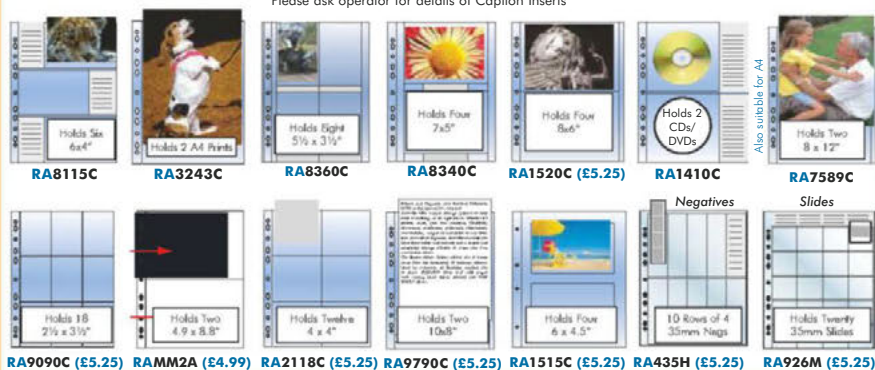 Please ask operator for details of Caption Inserts
Holds Six
6x4"
RA8115C
Holds 2 A4 Prints
RA3243C
Holds Eight
5½ x 3½"
RA8360C
Holds Four
7x5"
RA8340C
Holds Four
8x6"
RA1520C (£5.25)
Holds 2
CDs/
DVDs
RA1410C
Also suitable for A4
Holds Two
8 x 12"
RA7589C
Holds 18
2½ x 3½"
RA9090C (£5.25)
Holds Two
4.9 x 8.8"
RAMM2A (£4.99)
Holds Twelve
4 x 4"
RA2118C (£5.25)
Holds Two
10x8"
RA9790C (£5.25)
Holds Four
6 x 4.5"
RA1515C (£5.25)
Negatives
10 Rows of 4
35mm Negs
RA435H (£5.25)
Slides
Holds Twenty
35mm Slides
RA926M (£5.25)